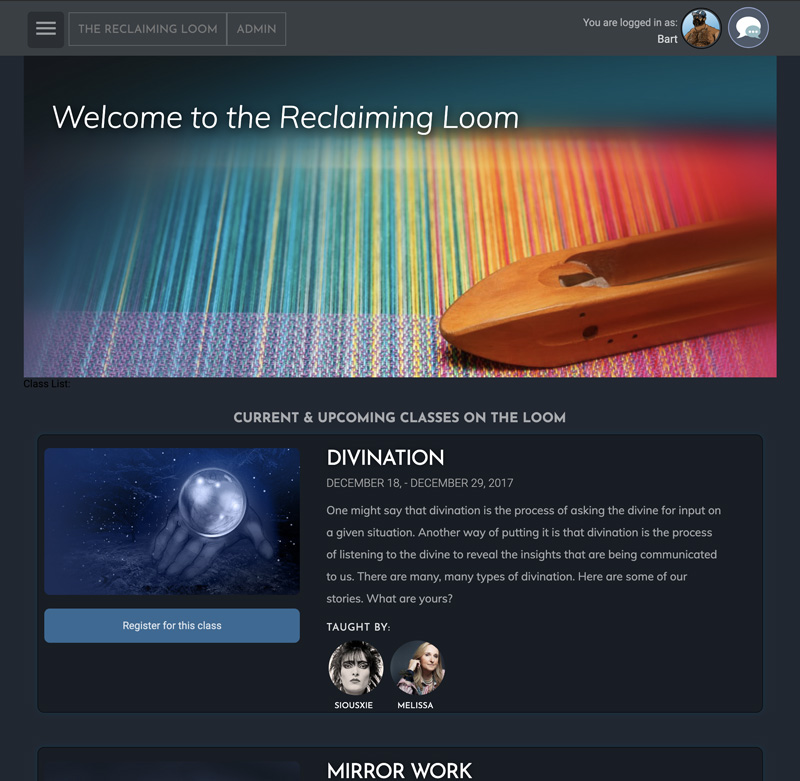 THE RECLAIMING LOOM ADMIN
You are logged in as:
Bart
Welcome to the Reclaiming Loom
Class List:
CURRENT & UPCOMING CLASSES ON THE LOOM
DIVINATION
DECEMBER 18, - DECEMBER 29, 2017
One might say that divination is the process of asking the divine for input on
a given situation. Another way of putting it is that divination is the process
of listening to the divine to reveal the insights that are being communicated
to us. There are many, many types of divination. Here are some of our
stories. What are yours?
Register for this class
TAUGHT BY:
SIOUSXIE MELISSA
MIRROR WORK